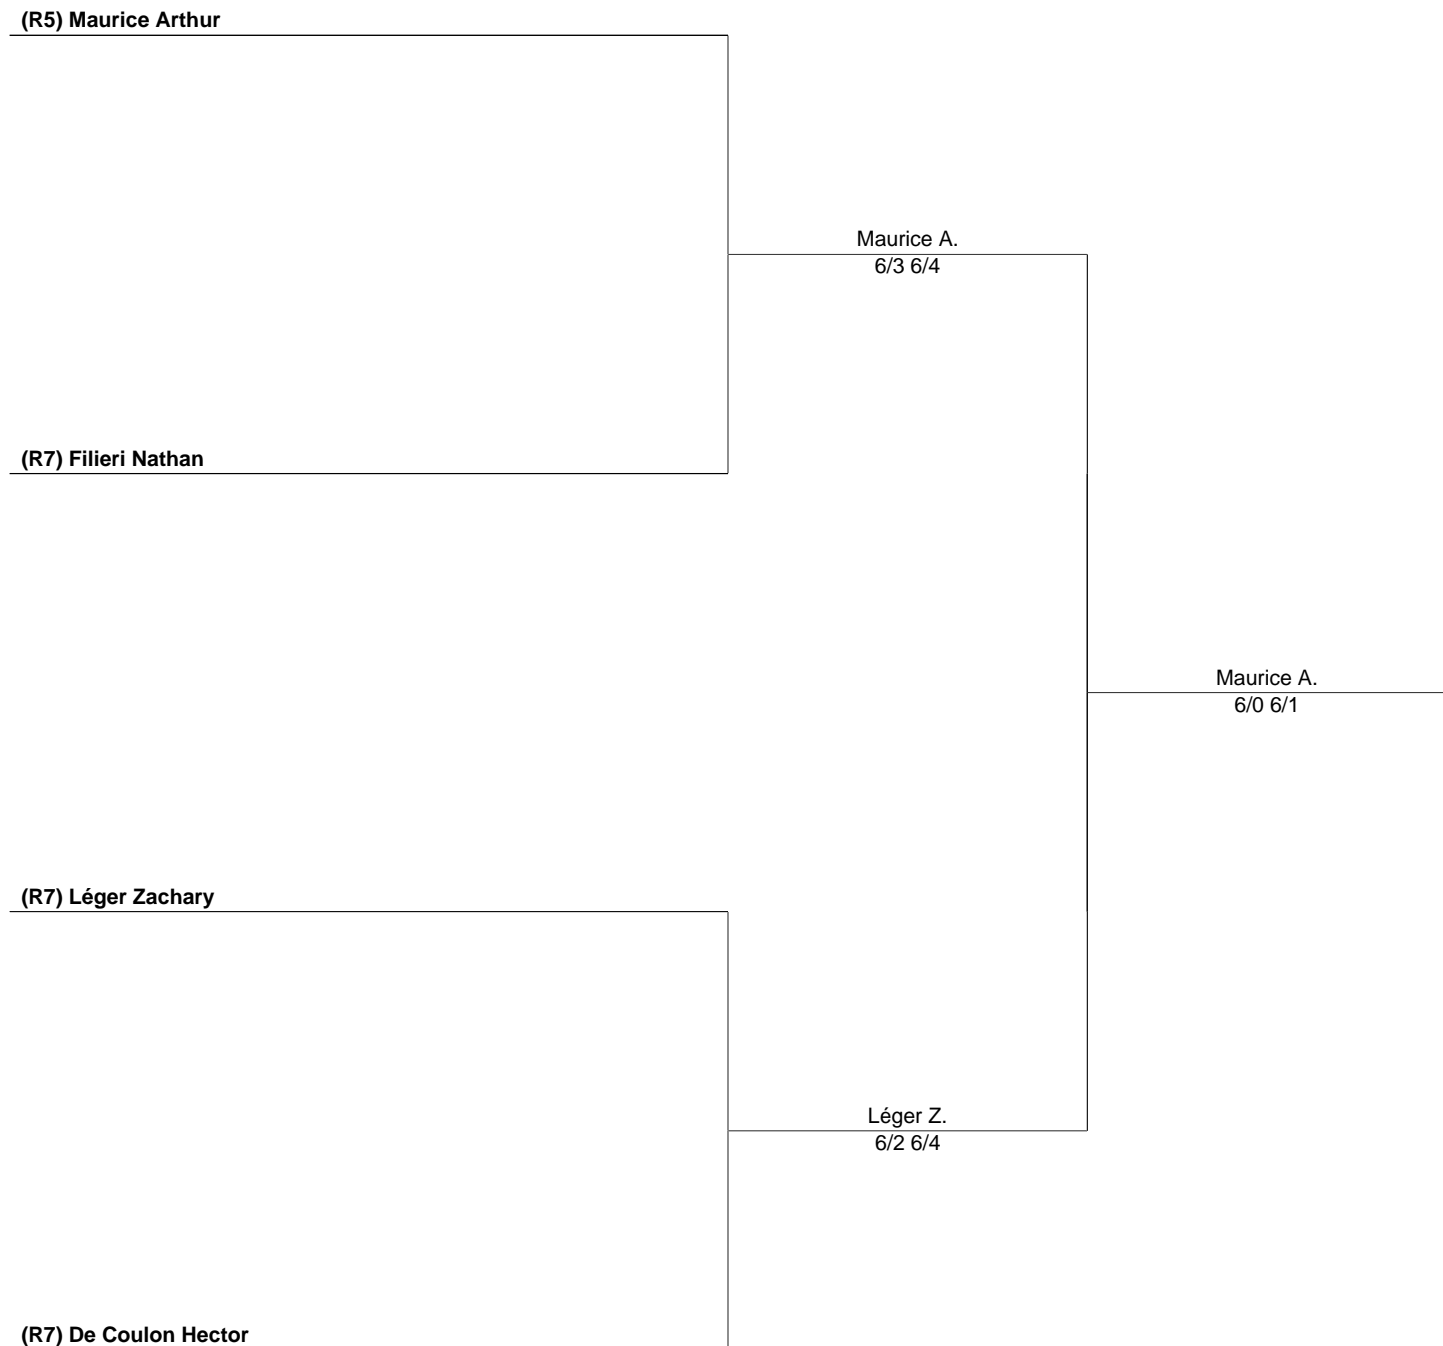 (R5) Maurice Arthur
Maurice A.
6/3 6/4
(R7) Filieri Nathan
Maurice A.
6/0 6/1
(R7) Léger Zachary
Léger Z.
6/2 6/4
(R7) De Coulon Hector